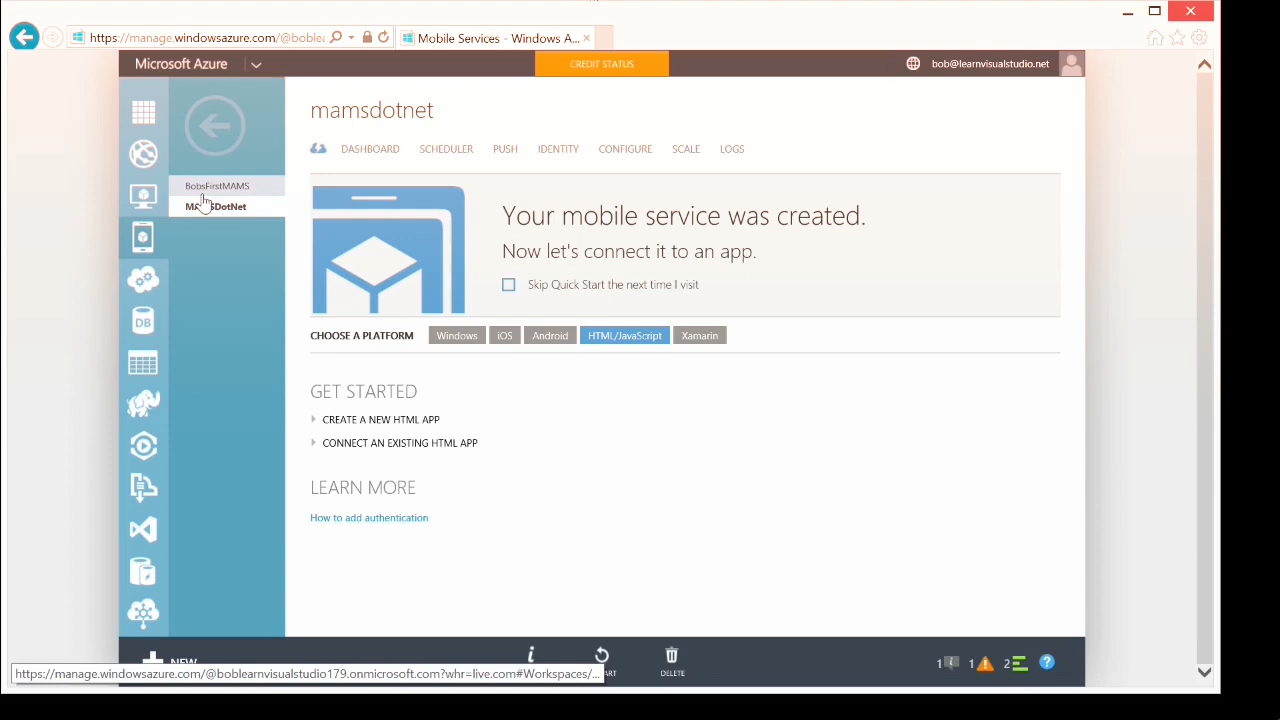 https://manage.windowsazure.com/@boblea
Mobile Services - Windows A...
Microsoft Azure
CREDIT STATUS
bob@learnvisualstudio.net
mamsdotnet
DASHBOARD SCHEDULER PUSH IDENTITY CONFIGURE SCALE LOGS
BobsFirstMAMS
DotNet
Your mobile service was created.
Now let's connect it to an app.
Skip Quick Start the next time I visit
CHOOSE A PLATFORM Windows iOS Android HTML/JavaScript Xamarin
GET STARTED
CREATE A NEW HTML APP
CONNECT AN EXISTING HTML APP
LEARN MORE
How to add authentication
DB
NEW
DELETE
1 1 2 ?
https://manage.windowsazure.com/@boblearnvisualstudio179.onmicrosoft.com?whr=live.com#Workspaces/...